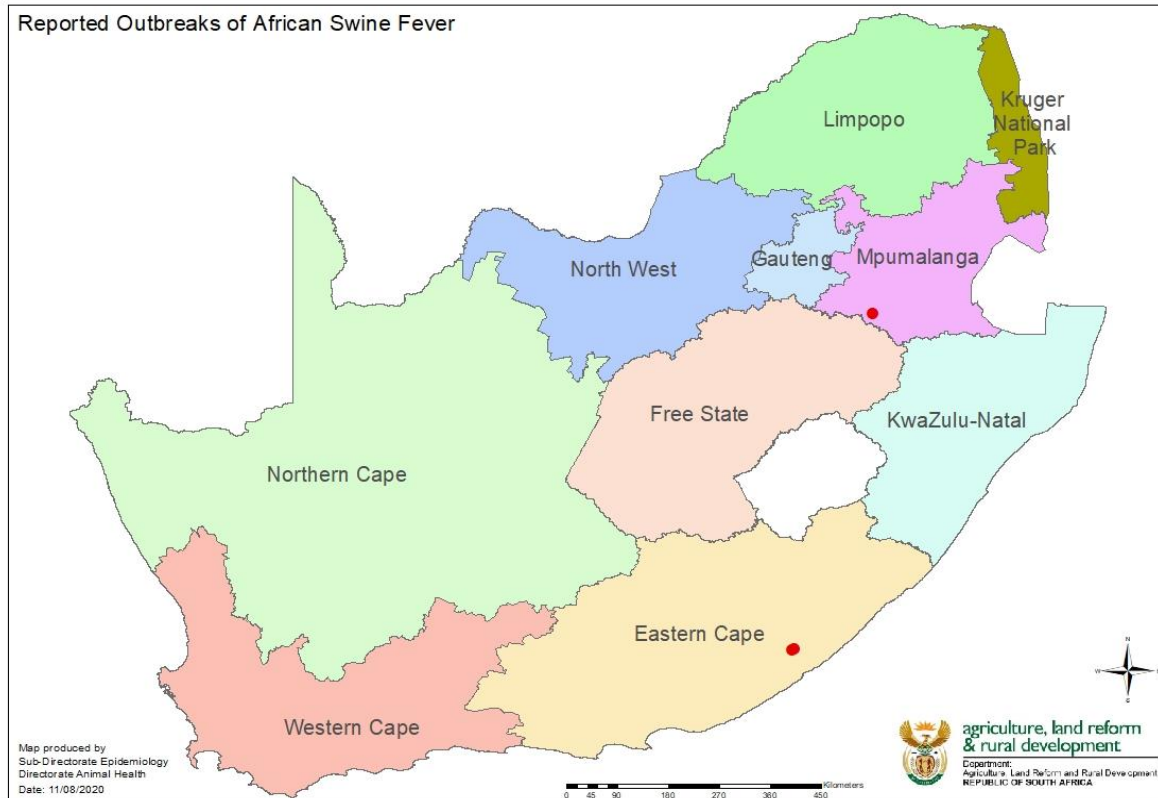 Reported Outbreaks of African Swine Fever
Limpopo
Kruger
National
Park
North West
Gauteng
Mpumalanga
Free State
KwaZulu-Natal
Northern Cape
Eastern Cape
Western Cape
N
W
E
S
Map produced by
Sub-Directorate Epidemiology
Directorate Animal Health
Date: 11/08/2020
Kilometers
0 45 90 180 270 360 450
agriculture, land reform
& rural development
Department:
Agriculture, Land Reform and Rural Development
REPUBLIC OF SOUTH AFRICA